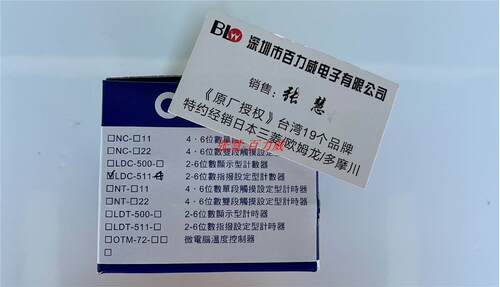 BLW 深圳市百力威电子有限公司
销售: 张慧
《原厂授权》台湾19个品牌
特约经销日本三菱/欧姆龙/多摩川
□NC-□11 4﹑6位數單段觸摸設定型計數器
□NC-□22 4﹑6位數雙段觸摸設定型計數器
□LDC-500-□ 2-6位數顯示型計數器
☑LDC-511-4 2-6位數指撥設定型計數器
□NT-□11 4﹑6位數單段觸摸設定型計時器
□NT-□22 4﹑6位數雙段觸摸設定型計時器
□LDT-500-□ 2-6位數顯示型計時器
□LDT-511-□ 2-6位數指撥設定型計時器
□OTM-72-□□ 微電腦溫度控制器
□